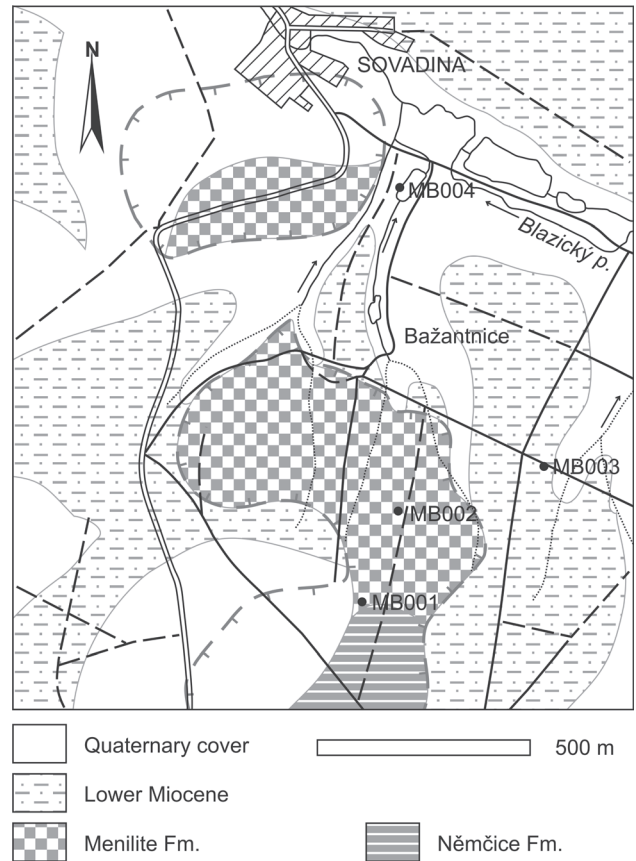 N
SOVADINA
MB004
Blazický p.
Bažantnice
MB003
MB002
MB001
Quaternary cover
500 m
Lower Miocene
Menilite Fm.
Němčice Fm.